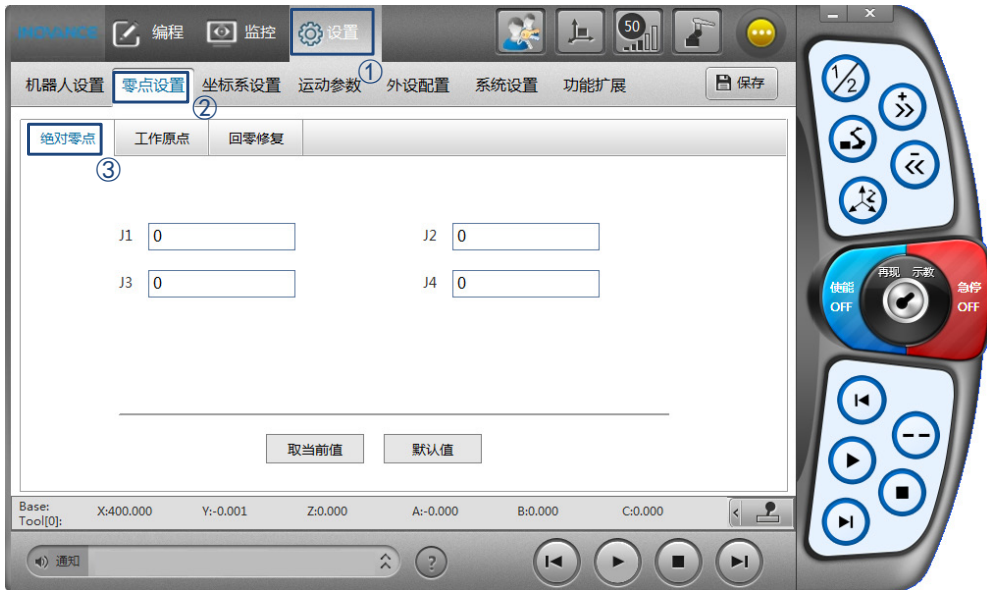 INOVANCE 编程 监控 设置 50
①
机器人设置 零点设置 坐标系设置 运动参数 外设配置 系统设置 功能扩展 保存
②
绝对零点 工作原点 回零修复
③
J1 0 J2 0
J3 0 J4 0
取当前值 默认值
Base: X:400.000 Y:-0.001 Z:0.000 A:-0.000 B:0.000 C:0.000
Tool[0]:
通知 ?
1/2
+
-
2
再现 示教
使能 急停
OFF OFF